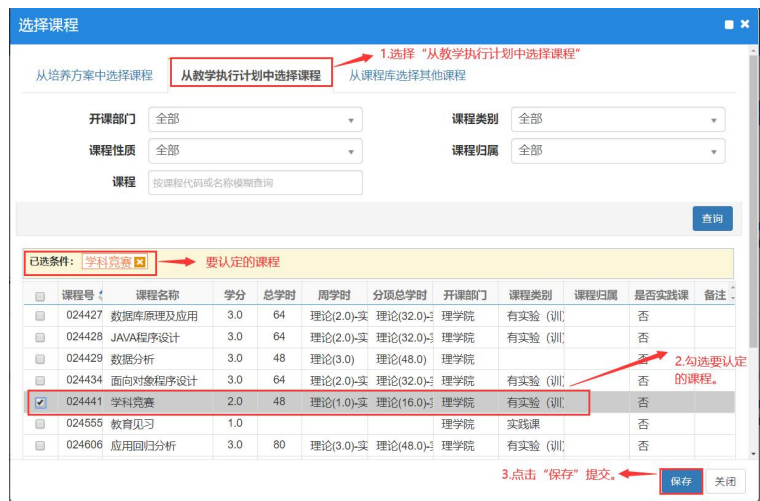 选择课程
1.选择“从教学执行计划中选择课程”
从培养方案中选择课程 从教学执行计划中选择课程 从课程库选择其他课程
开课部门 全部 课程类别 全部
课程性质 全部 课程归属 全部
课程 按课程代码或名称模糊查询
查询
已选条件: 学科竞赛 要认定的课程
课程号 课程名称 学分 总学时 周学时 分项总学时 开课部门 课程类别 课程归属 是否实践课 备注
024427 数据库原理及应用 3.0 64 理论(2.0)-实 理论(32.0)-实 理学院 有实验（训） 否
024428 JAVA程序设计 3.0 64 理论(2.0)-实 理论(32.0)-实 理学院 有实验（训） 否
024429 数据分析 3.0 48 理论(3.0) 理论(48.0) 理学院 否
2.勾选要认定的课程。
024434 面向对象程序设计 3.0 64 理论(2.0)-实 理论(32.0)-实 理学院 有实验（训） 否
024441 学科竞赛 2.0 48 理论(1.0)-实 理论(16.0)-实 理学院 有实验（训） 否
024555 教育见习 1.0 理学院 实践课 否
024606 应用回归分析 3.0 80 理论(3.0)-实 理论(48.0)-实 理学院 有实验（训） 否
3.点击“保存”提交。 保存 关闭